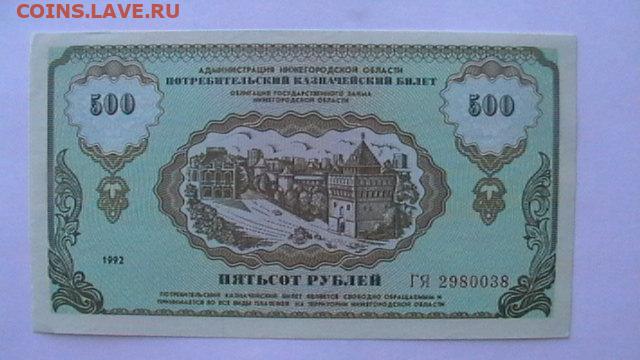 COINS.LAVE.RU
АДМИНИСТРАЦИЯ НИЖЕГОРОДСКОЙ ОБЛАСТИ
ПОТРЕБИТЕЛЬСКИЙ КАЗНАЧЕЙСКИЙ БИЛЕТ
ОБЛИГАЦИЯ ГОСУДАРСТВЕННОГО ЗАЙМА
НИЖЕГОРОДСКОЙ ОБЛАСТИ
500 500
1992
ПЯТЬСОТ РУБЛЕЙ ГЯ 2980038
ПОТРЕБИТЕЛЬСКИЙ КАЗНАЧЕЙСКИЙ БИЛЕТ ЯВЛЯЕТСЯ СВОБОДНО ОБРАЩАЕМЫМ И
ПРИНИМАЕТСЯ ВО ВСЕ ВИДЫ ПЛАТЕЖЕЙ НА ТЕРРИТОРИИ НИЖЕГОРОДСКОЙ ОБЛАСТИ